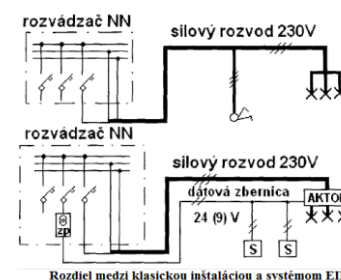 rozvádzač NN
silový rozvod 230V
rozvádzač NN
silový rozvod 230V
dátová zbernica
AKTOR
24 (9) V
zp
S
S
Rozdiel medzi klasickou inštaláciou a systémom EI